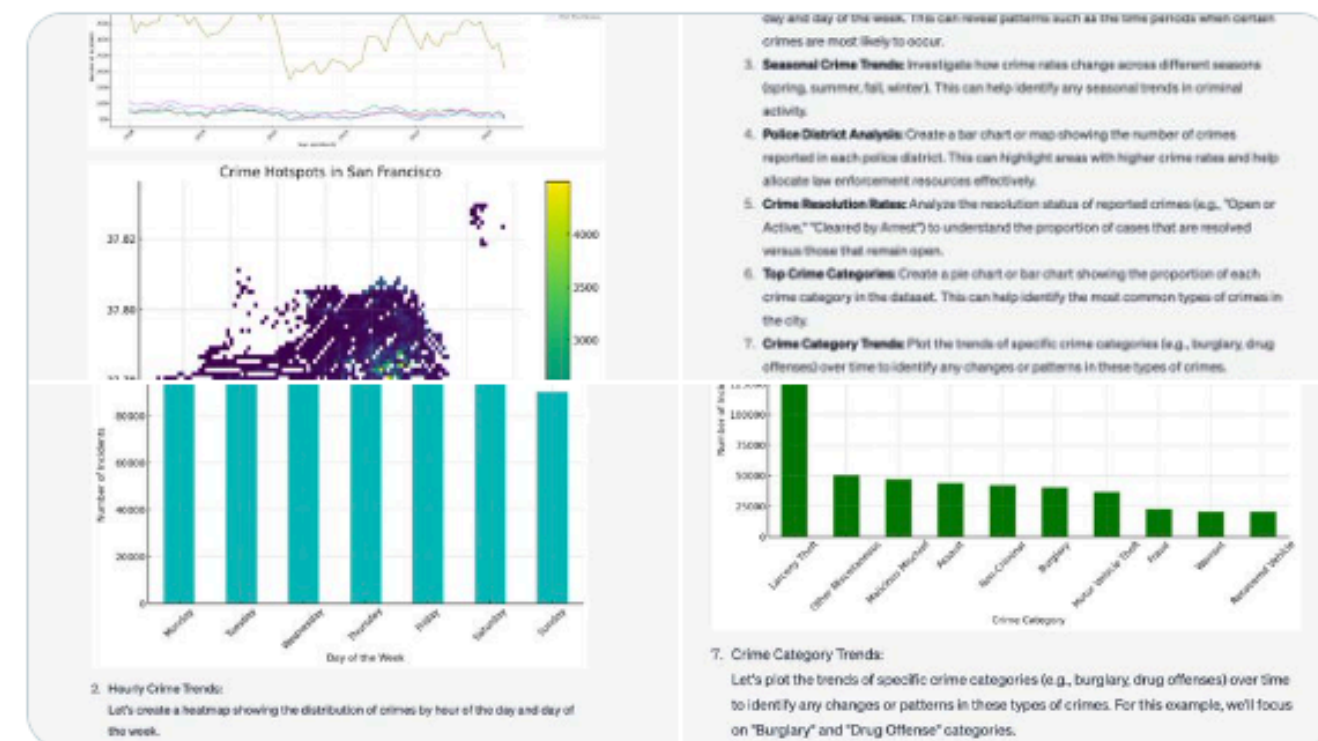 Crime Hotspots in San Francisco
37.82
37.80
4000
3500
3000
day and day of the week. This can reveal patterns such as the time periods when certain
crimes are most likely to occur.
3. Seasonal Crime Trends: Investigate how crime rates change across different seasons
(spring, summer, fall, winter). This can help identify any seasonal trends in criminal
activity.
4. Police District Analysis: Create a bar chart or map showing the number of crimes
reported in each police district. This can highlight areas with higher crime rates and help
allocate law enforcement resources effectively.
5. Crime Resolution Rates: Analyze the resolution status of reported crimes (e.g., "Open or
Active," "Cleared by Arrest") to understand the proportion of cases that are resolved
versus those that remain open.
6. Top Crime Categories: Create a pie chart or bar chart showing the proportion of each
crime category in the dataset. This can help identify the most common types of crimes in
the city.
7. Crime Category Trends: Plot the trends of specific crime categories (e.g., burglary, drug
offenses) over time to identify any changes or patterns in these types of crimes.
Number of Incidents
80000
60000
40000
20000
0
Monday
Tuesday
Wednesday
Thursday
Friday
Saturday
Sunday
Day of the Week
2. Hourly Crime Trends:
Let's create a heatmap showing the distribution of crimes by hour of the day and day of
the week.
Number of
100000
75000
50000
25000
0
Larceny Theft
Other Miscellaneous
Malicious Mischief
Assault
Non-Criminal
Burglary
Motor Vehicle Theft
Fraud
Warrant
Recovered Vehicle
Crime Category
7. Crime Category Trends:
Let's plot the trends of specific crime categories (e.g., burglary, drug offenses) over time
to identify any changes or patterns in these types of crimes. For this example, we'll focus
on "Burglary" and "Drug Offense" categories.